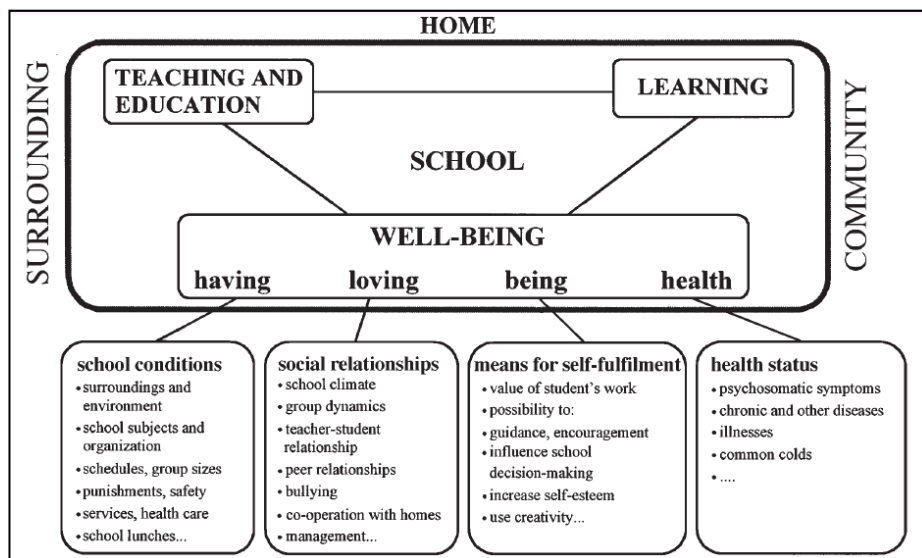 HOME
SURROUNDING
COMMUNITY
TEACHING AND
EDUCATION
LEARNING
SCHOOL
WELL-BEING
having loving being health
school conditions
• surroundings and
environment
• school subjects and
organization
• schedules, group sizes
• punishments, safety
• services, health care
• school lunches...
social relationships
• school climate
• group dynamics
• teacher-student
relationship
• peer relationships
• bullying
• co-operation with homes
• management...
means for self-fulfilment
• value of student's work
• possibility to:
• guidance, encouragement
• influence school
decision-making
• increase self-esteem
• use creativity...
health status
• psychosomatic symptoms
• chronic and other diseases
• illnesses
• common colds
• ....